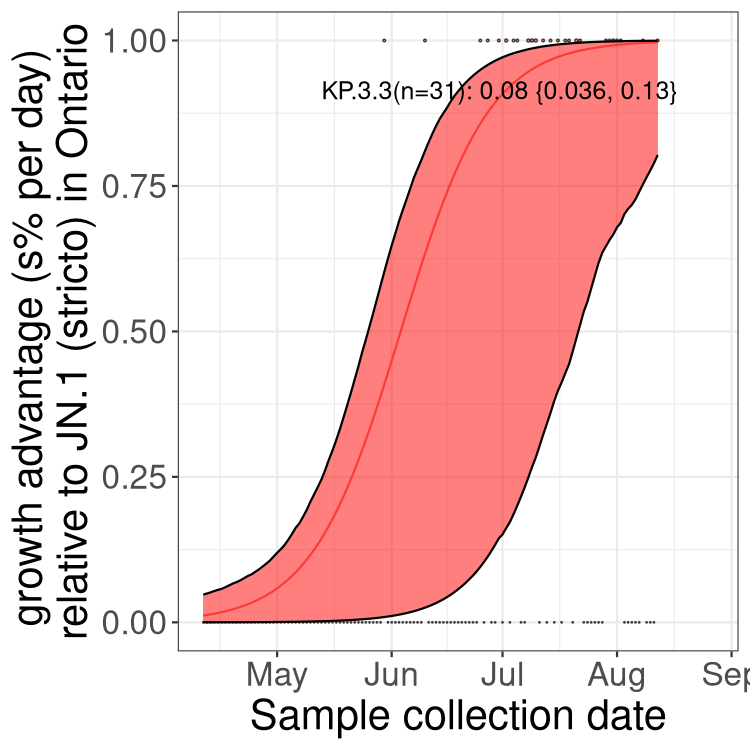 growth advantage (s% per day)
relative to JN.1 (stricto) in Ontario
1.00
0.75
0.50
0.25
0.00
KP.3.3(n=31): 0.08 {0.036, 0.13}
May Jun Jul Aug Sep
Sample collection date